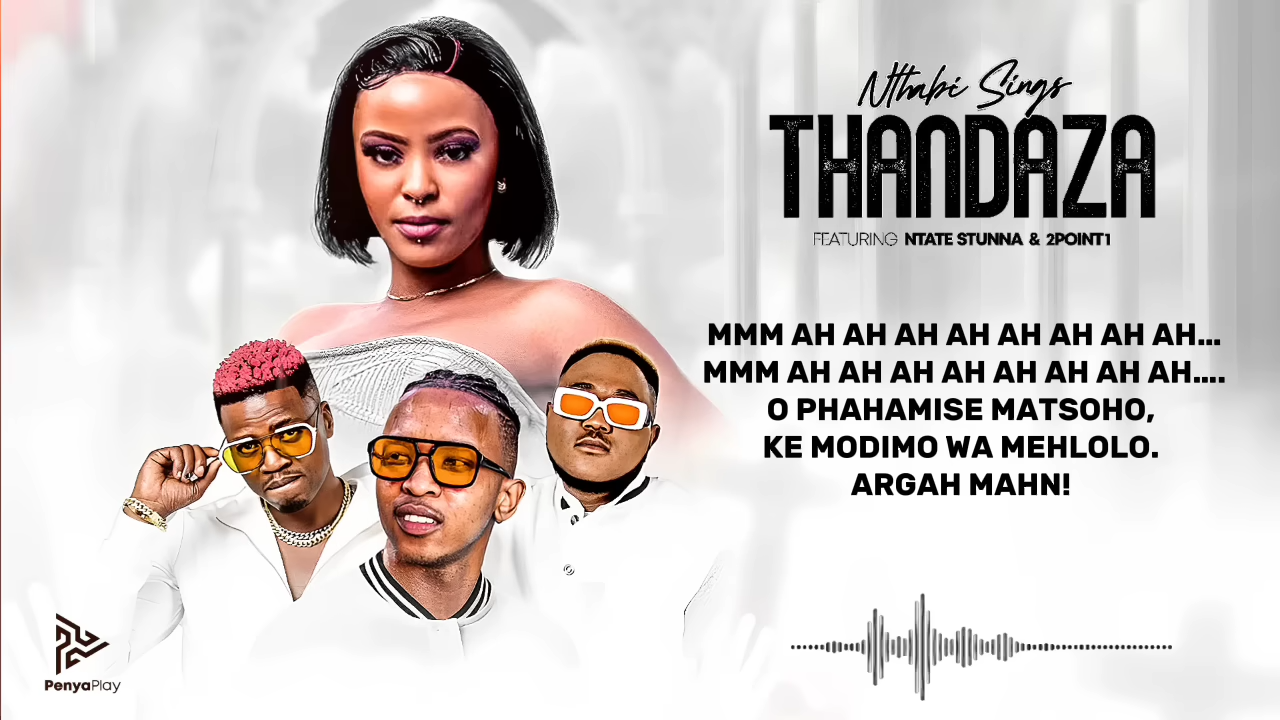 Nthabi Sings
THANDAZA
FEATURING NTATE STUNNA & 2POINT1
MMM AH AH AH AH AH AH AH AH...
MMM AH AH AH AH AH AH AH AH....
O PHAHAMISE MATSOHO,
KE MODIMO WA MEHLOLO.
ARGAH MAHN!
PenyaPlay